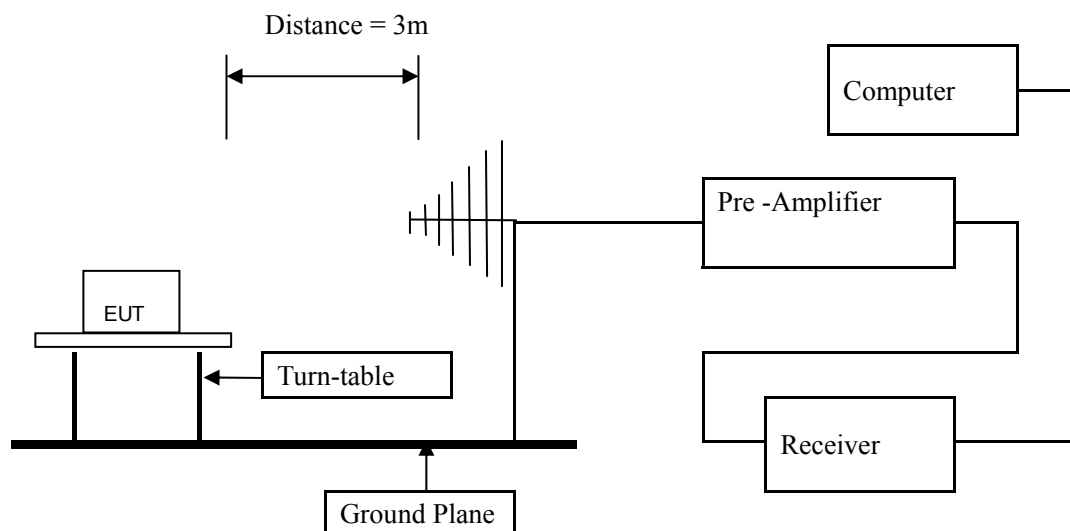 Distance = 3m
Computer
Pre -Amplifier
EUT
Turn-table
Receiver
Ground Plane